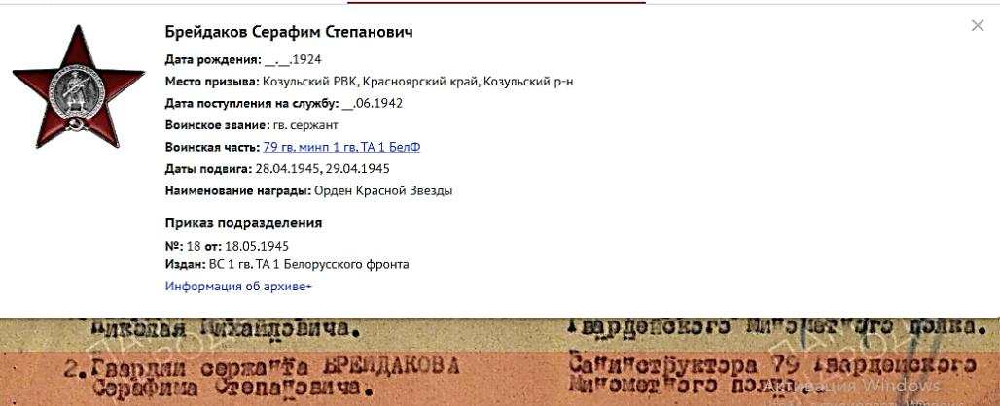 Брейдаков Серафим Степанович
Дата рождения: __.__.1924
Место призыва: Козульский РВК, Красноярский край, Козульский р-н
Дата поступления на службу: __.06.1942
Воинское звание: гв. сержант
Воинская часть: 79 гв. минп 1 гв. ТА 1 БелФ
Даты подвига: 28.04.1945, 29.04.1945
Наименование награды: Орден Красной Звезды
Приказ подразделения
№: 18 от: 18.05.1945
Издан: ВС 1 гв. ТА 1 Белорусского фронта
Информация об архиве+
Николая Михайловича. Гвардейского Минометного полка.
2. Гвардии сержанта БРЕЙДАКОВА Санинструктора 79 Гвардейского
Серафима Степановича. Минометного полка.
Активация Windows